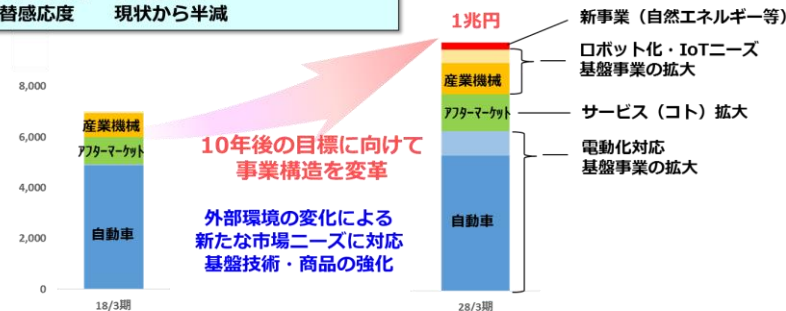 替感応度　　現状から半減
1兆円
新事業（自然エネルギー等）
ロボット化・IoTニーズ
基盤事業の拡大
サービス（コト）拡大
電動化対応
基盤事業の拡大
8,000
6,000
4,000
2,000
0
産業機械
アフターマーケット
自動車
18/3期
10年後の目標に向けて
事業構造を変革
外部環境の変化による
新たな市場ニーズに対応
基盤技術・商品の強化
産業機械
アフターマーケット
自動車
28/3期